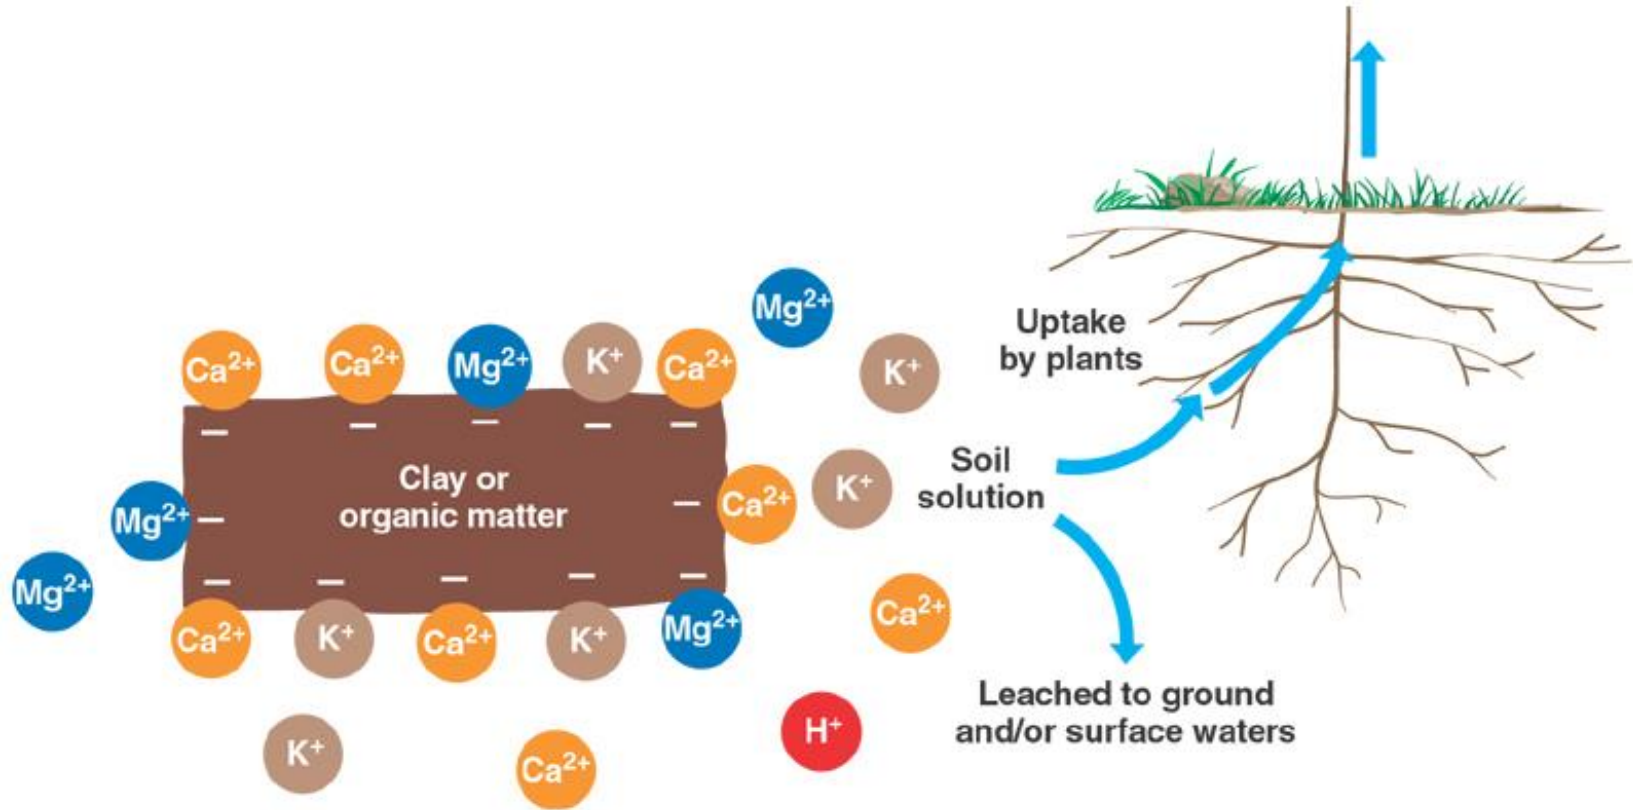 Mg²⁺
Ca²⁺
Ca²⁺
Mg²⁺
K⁺
Ca²⁺
K⁺
Uptake
by plants
Clay or
organic matter
Mg²⁺
Ca²⁺
K⁺
Soil
solution
Mg²⁺
Ca²⁺
Ca²⁺
K⁺
Ca²⁺
K⁺
Mg²⁺
Leached to ground
and/or surface waters
K⁺
Ca²⁺
H⁺